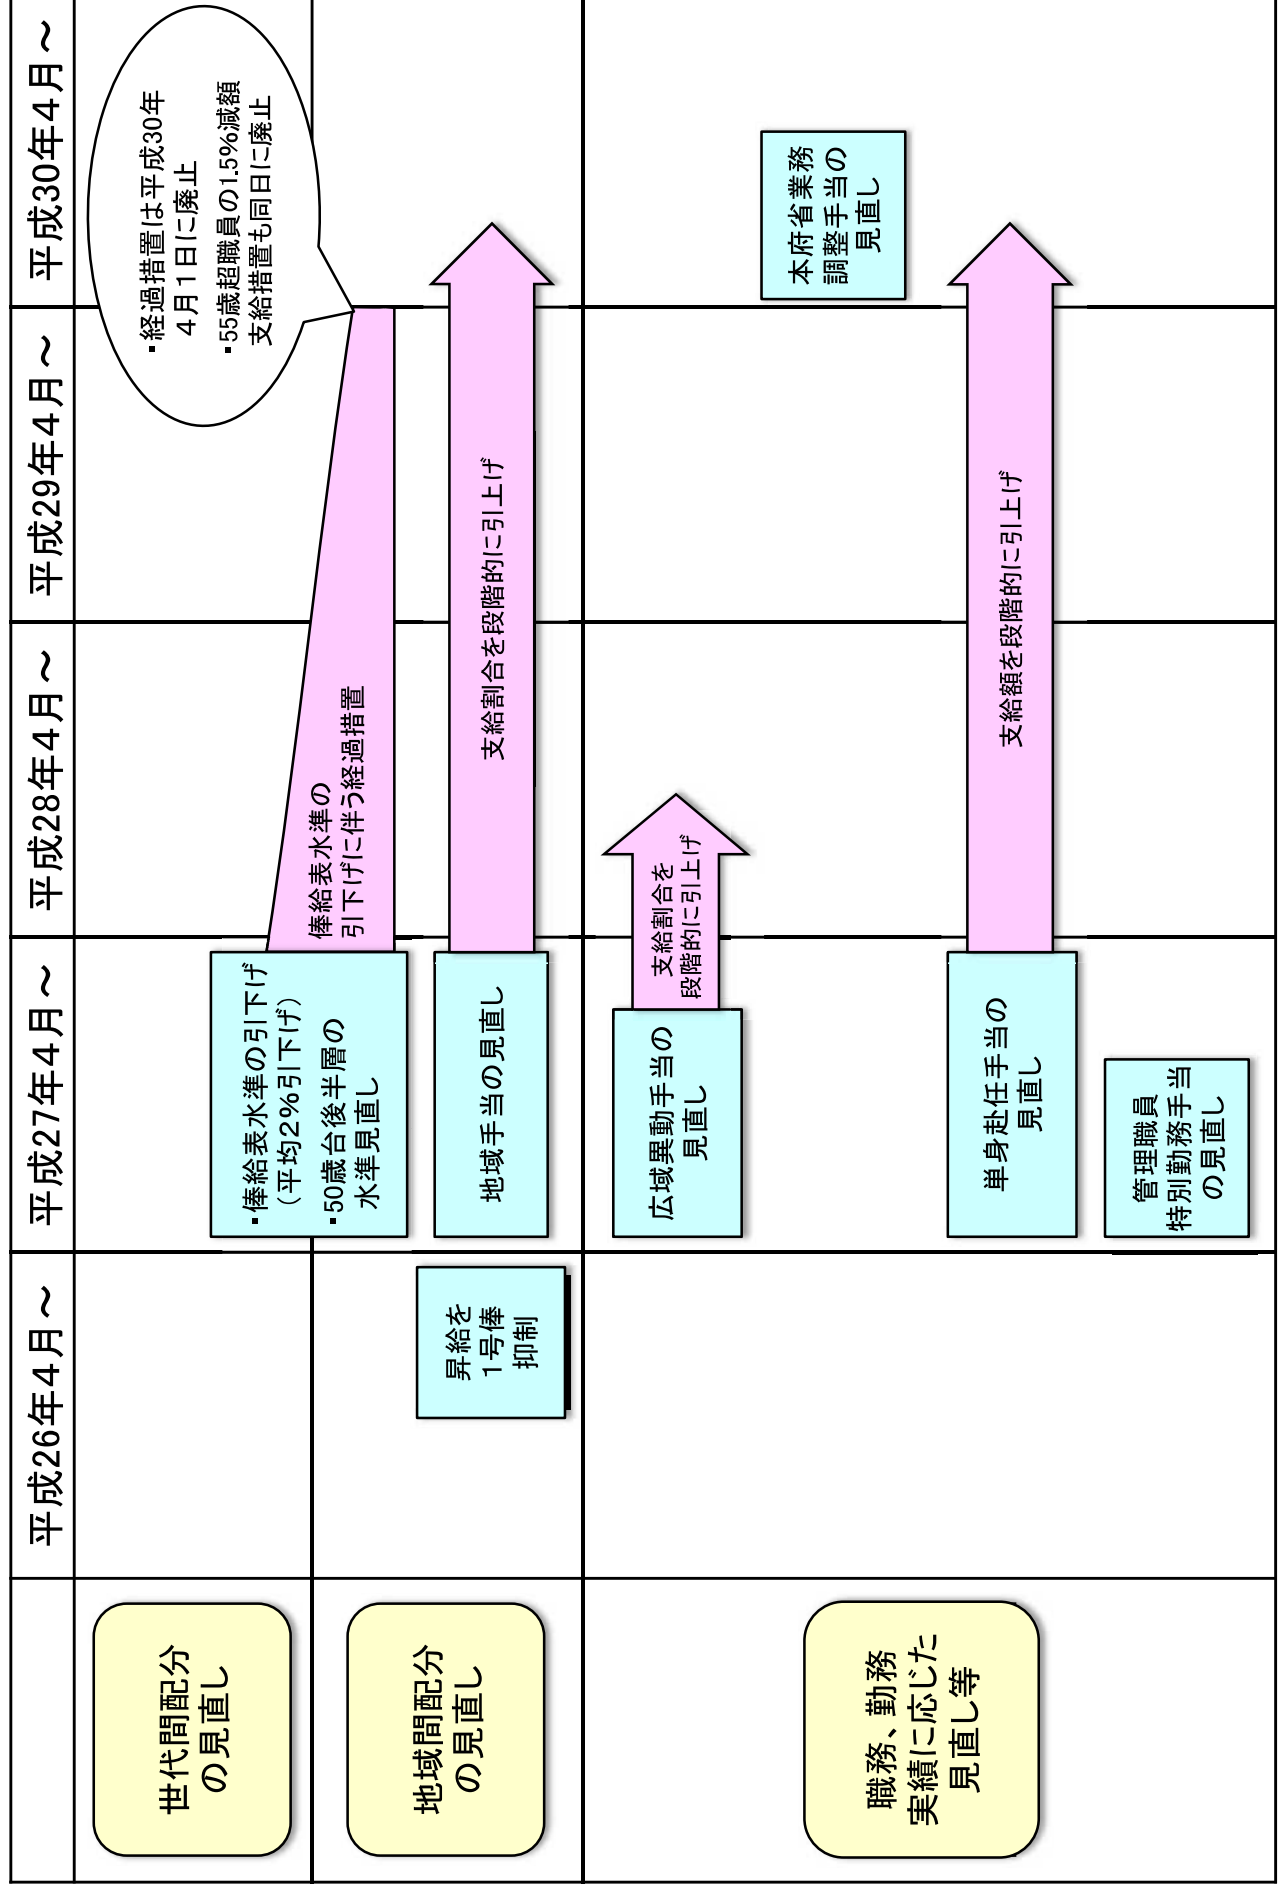 平成26年４月～
平成27年４月～
平成28年４月～
平成29年４月～
平成30年４月～
世代間配分
の見直し
・俸給表水準の引下げ
（平均２％引下げ）
・50歳台後半層の
水準見直し
俸給表水準の
引下げに伴う経過措置
・経過措置は平成30年
４月１日に廃止
・55歳超職員の1.5%減額
支給措置も同日に廃止
地域間配分
の見直し
昇給を
１号俸
抑制
地域手当の見直し
支給割合を段階的に引上げ
職務、勤務
実績に応じた
見直し等
広域異動手当の
見直し
支給割合を
段階的に引上げ
本府省業務
調整手当の
見直し
単身赴任手当の
見直し
支給額を段階的に引上げ
管理職員
特別勤務手当
の見直し